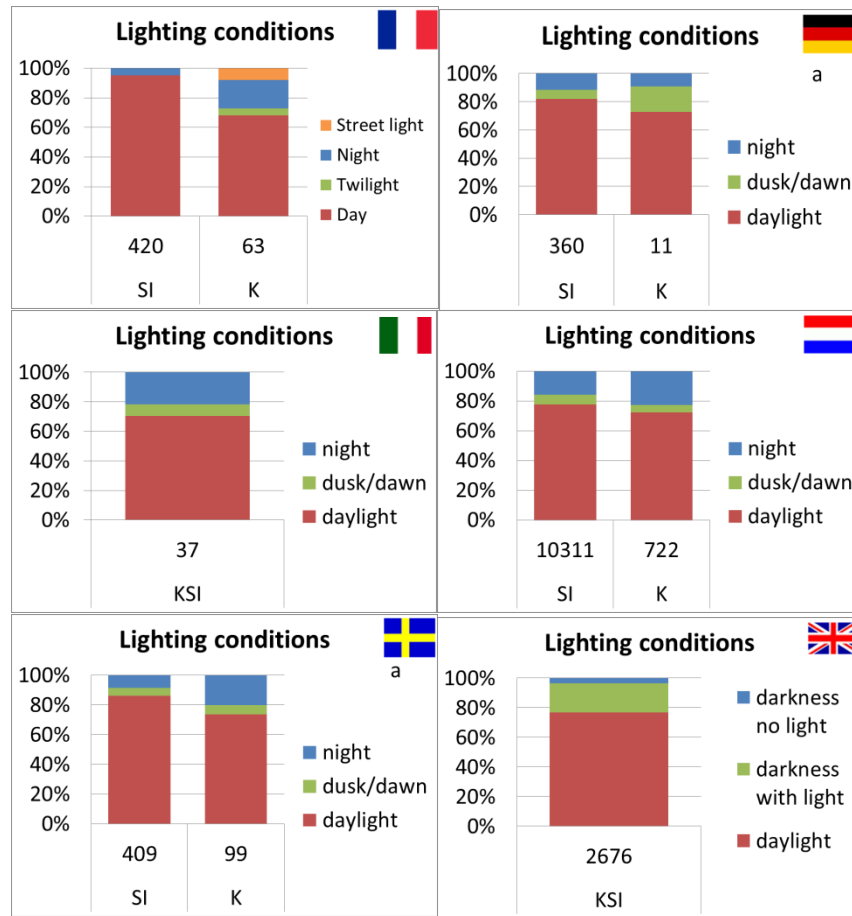 Lighting conditions
100%
80%
60%
40%
20%
0%
Street light
Night
Twilight
Day
420 63
SI K
Lighting conditions
a
100%
80%
60%
40%
20%
0%
night
dusk/dawn
daylight
360 11
SI K
Lighting conditions
100%
80%
60%
40%
20%
0%
night
dusk/dawn
daylight
37
KSI
Lighting conditions
100%
80%
60%
40%
20%
0%
night
dusk/dawn
daylight
10311 722
SI K
Lighting conditions
a
100%
80%
60%
40%
20%
0%
night
dusk/dawn
daylight
409 99
SI K
Lighting conditions
100%
80%
60%
40%
20%
0%
darkness
no light
darkness
with light
daylight
2676
KSI